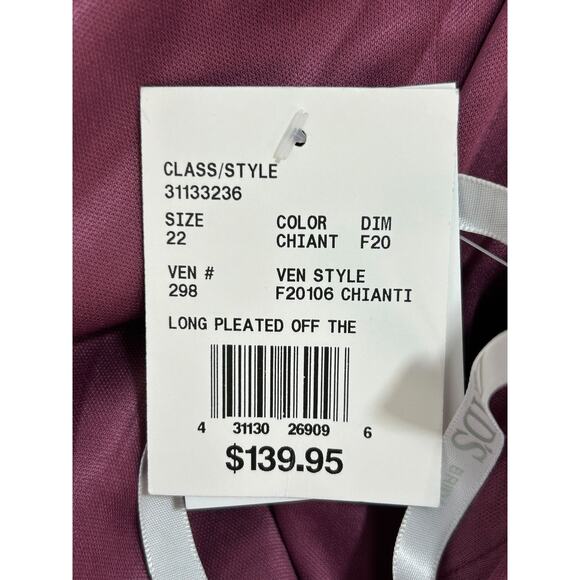 CLASS/STYLE
31133236
SIZE COLOR DIM
22 CHIANT F20
VEN # VEN STYLE
298 F20106 CHIANTI
LONG PLEATED OFF THE
4 31130 26909 6
$139.95